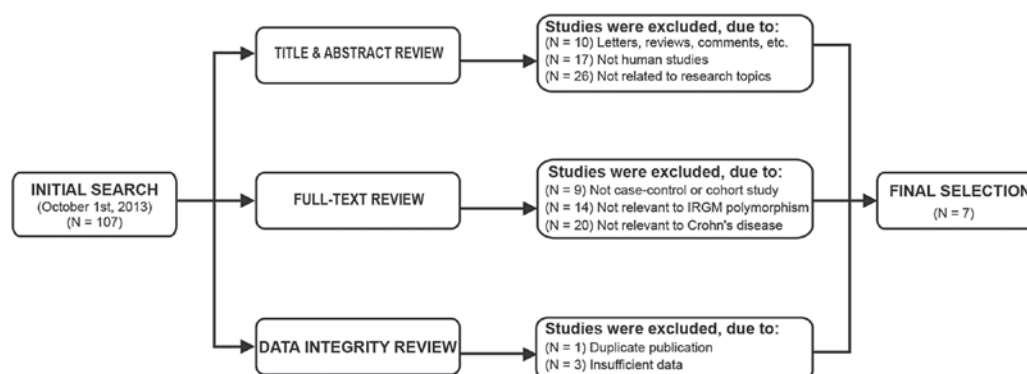 INITIAL SEARCH
(October 1st, 2013)
(N = 107)
TITLE & ABSTRACT REVIEW
Studies were excluded, due to:
(N = 10) Letters, reviews, comments, etc.
(N = 17) Not human studies
(N = 26) Not related to research topics
FULL-TEXT REVIEW
Studies were excluded, due to:
(N = 9) Not case-control or cohort study
(N = 14) Not relevant to IRGM polymorphism
(N = 20) Not relevant to Crohn's disease
DATA INTEGRITY REVIEW
Studies were excluded, due to:
(N = 1) Duplicate publication
(N = 3) Insufficient data
FINAL SELECTION
(N = 7)